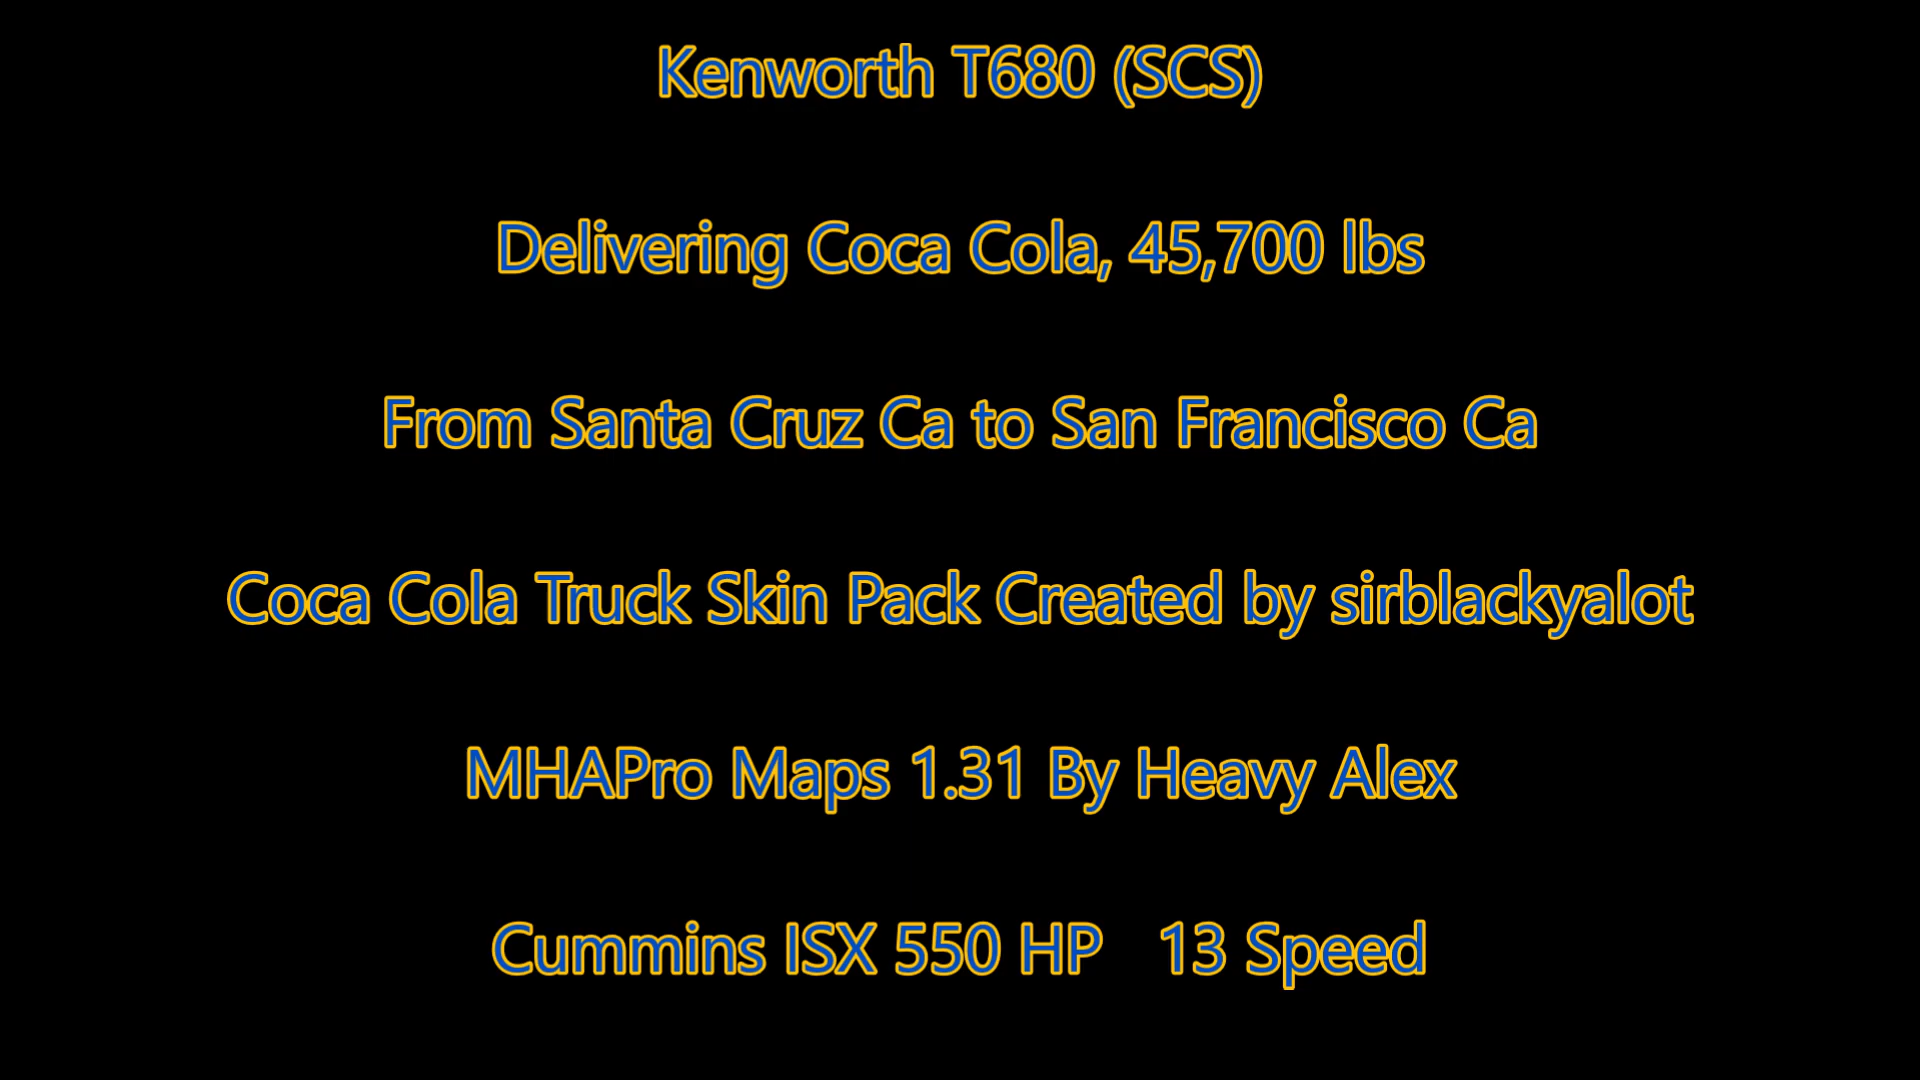 Kenworth T680 (SCS)
Delivering Coca Cola, 45,700 lbs
From Santa Cruz Ca to San Francisco Ca
Coca Cola Truck Skin Pack Created by sirblackyalot
MHAPro Maps 1.31 By Heavy Alex
Cummins ISX 550 HP   13 Speed